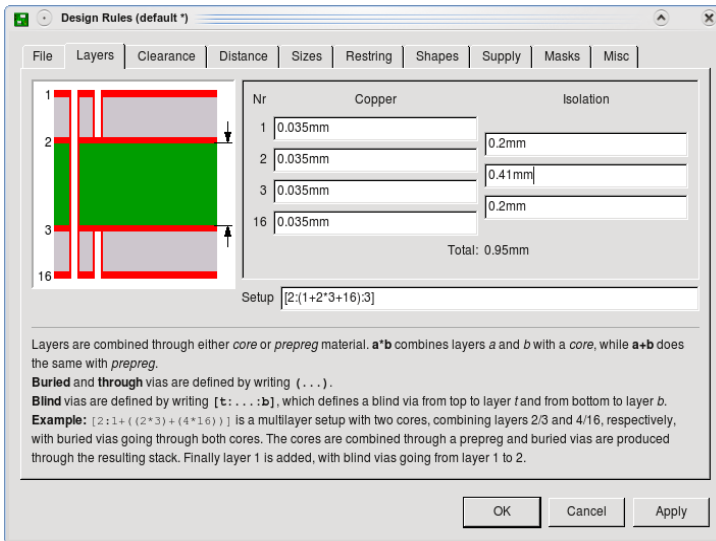 Design Rules (default *)
File Layers Clearance Distance Sizes Restring Shapes Supply Masks Misc
1
2
3
16
Nr Copper Isolation
1 0.035mm
0.2mm
2 0.035mm
0.41mm
3 0.035mm
0.2mm
16 0.035mm
Total: 0.95mm
Setup [2:(1+2*3+16):3]
Layers are combined through either core or prepreg material. a*b combines layers a and b with a core, while a+b does
the same with prepreg.
Buried and through vias are defined by writing (...).
Blind vias are defined by writing [t:...:b], which defines a blind via from top to layer t and from bottom to layer b.
Example: [2:1+((2*3)+(4*16))] is a multilayer setup with two cores, combining layers 2/3 and 4/16, respectively,
with buried vias going through both cores. The cores are combined through a prepreg and buried vias are produced
through the resulting stack. Finally layer 1 is added, with blind vias going from layer 1 to 2.
OK Cancel Apply